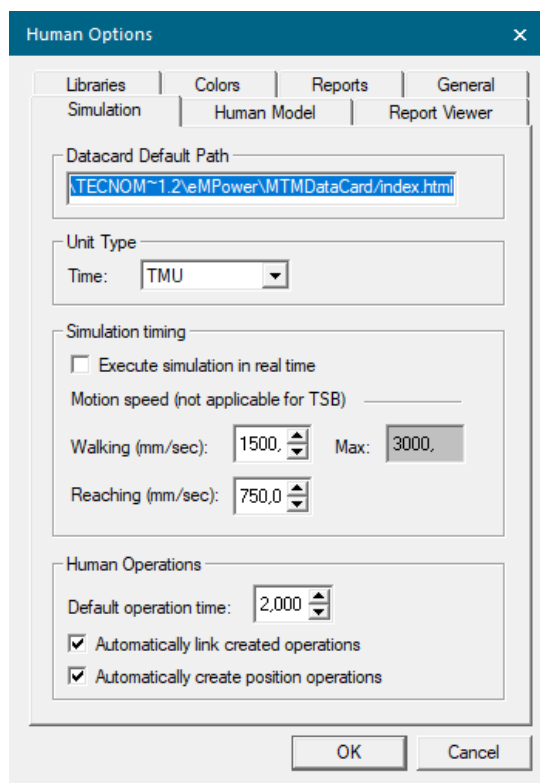 Human Options
Libraries Colors Reports General
Simulation Human Model Report Viewer
Datacard Default Path
\TECNOM~1.2\eMPower\MTMDataCard/index.html
Unit Type
Time: TMU
Simulation timing
Execute simulation in real time
Motion speed (not applicable for TSB)
Walking (mm/sec): 1500, Max: 3000,
Reaching (mm/sec): 750,0
Human Operations
Default operation time: 2,000
Automatically link created operations
Automatically create position operations
OK Cancel